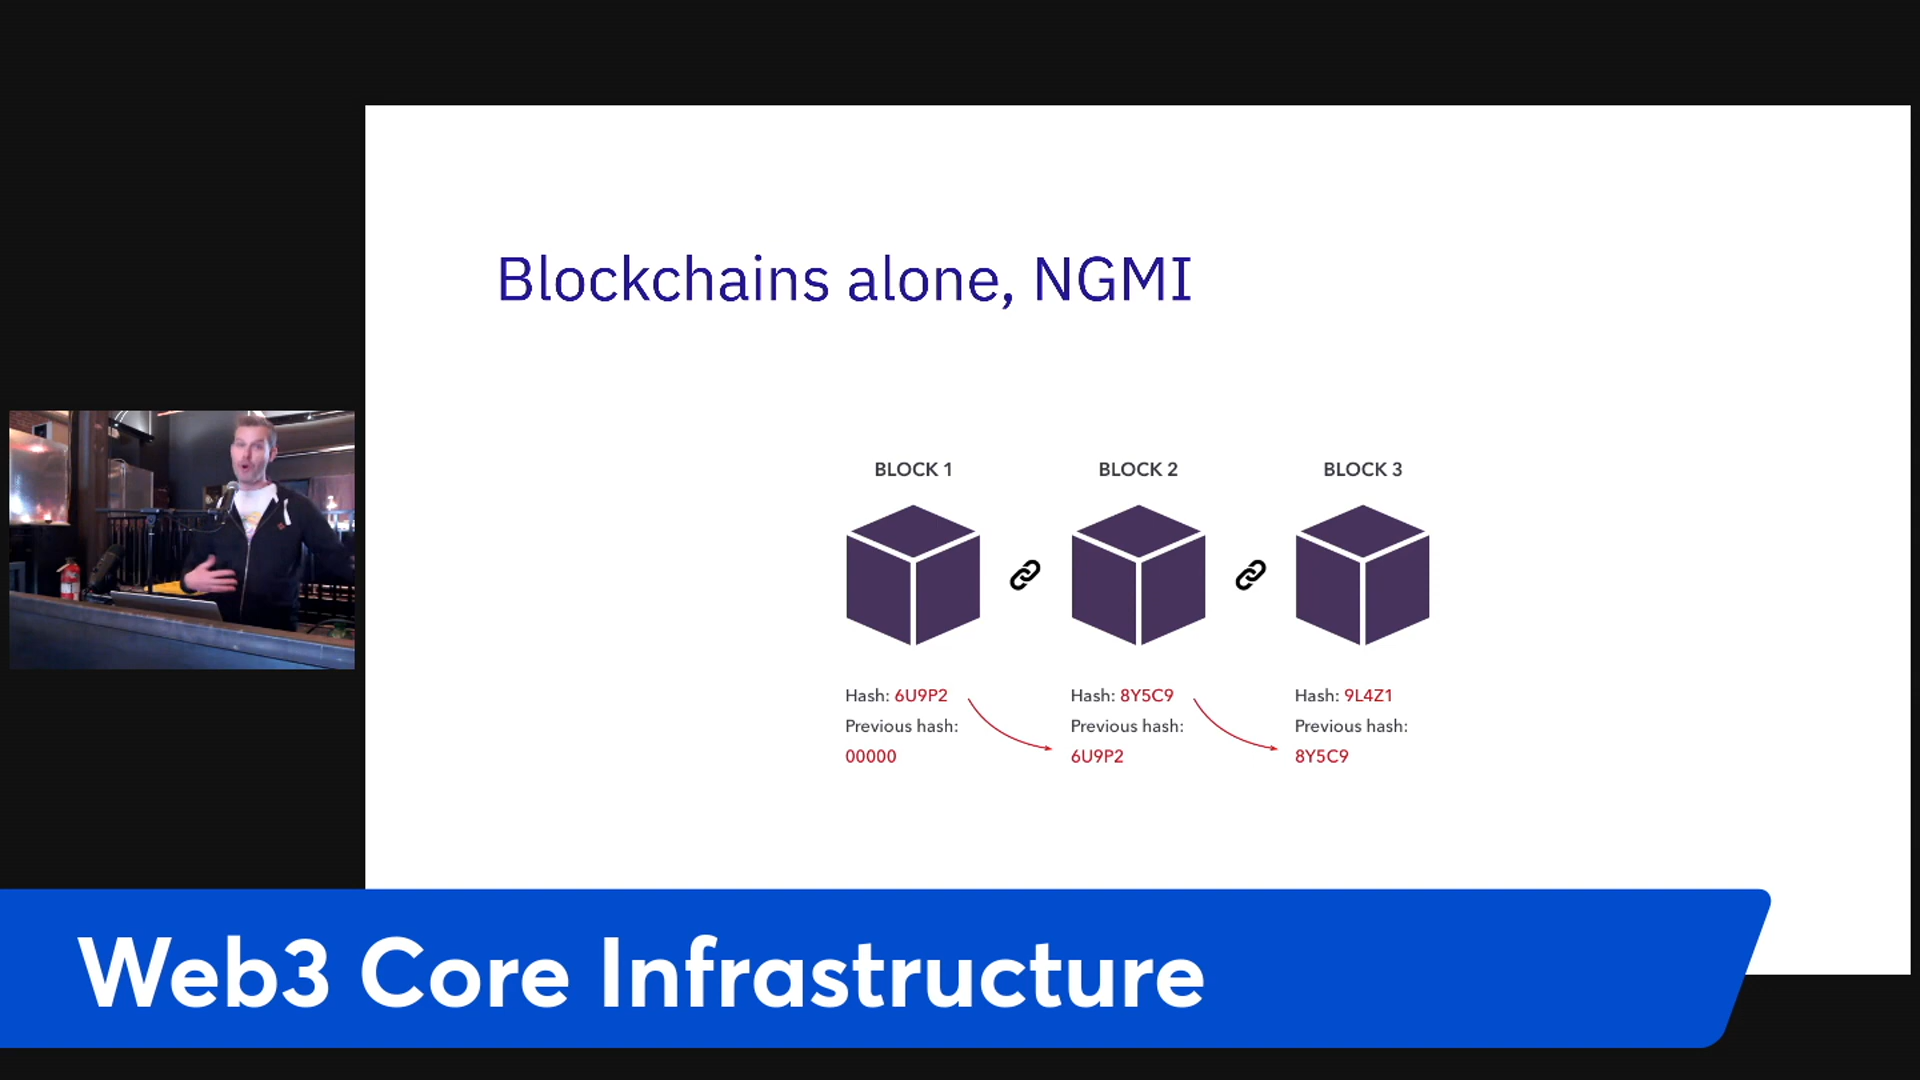 Blockchains alone, NGMI
BLOCK 1
BLOCK 2
BLOCK 3
Hash: 6U9P2
Previous hash:
00000
Hash: 8Y5C9
Previous hash:
6U9P2
Hash: 9L4Z1
Previous hash:
8Y5C9
Web3 Core Infrastructure